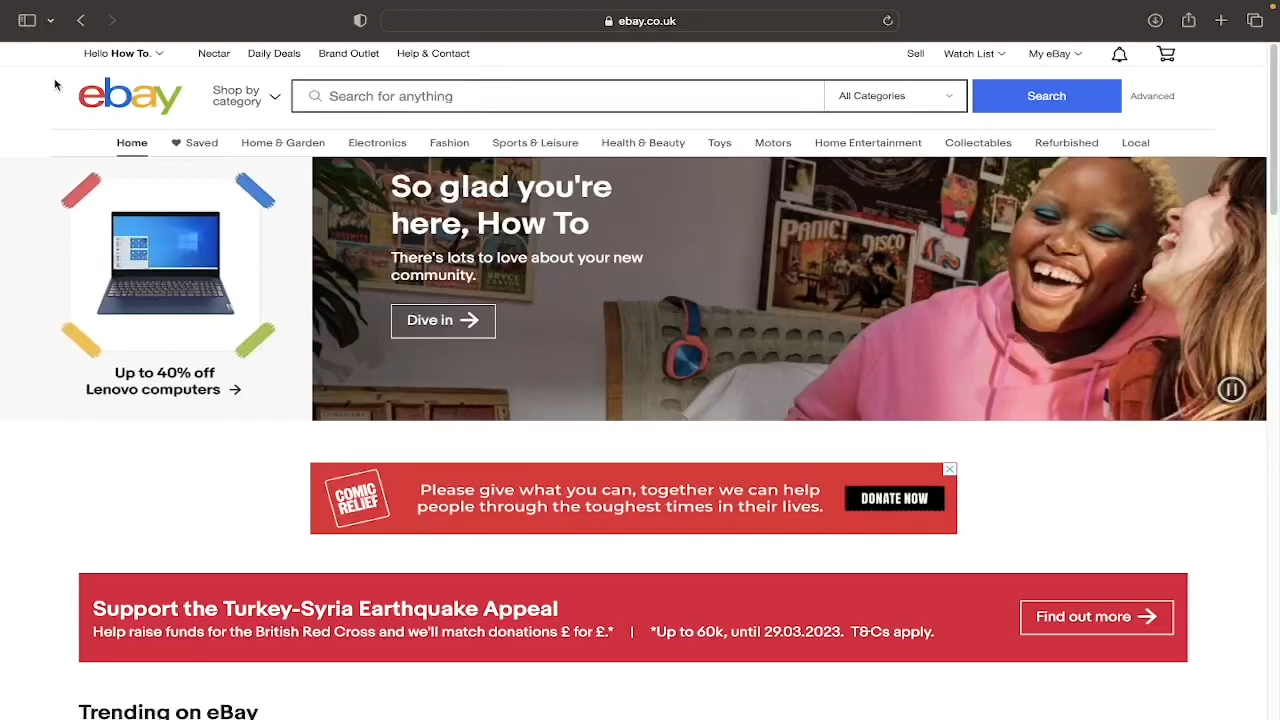 ebay.co.uk
Hello How To.
Nectar
Daily Deals
Brand Outlet
Help & Contact
Sell
Watch List
My eBay
ebay
Shop by
category
Search for anything
All Categories
Search
Advanced
Home
Saved
Home & Garden
Electronics
Fashion
Sports & Leisure
Health & Beauty
Toys
Motors
Home Entertainment
Collectables
Refurbished
Local
Up to 40% off
Lenovo computers
So glad you're
here, How To
There's lots to love about your new
community.
Dive in
PANIC!
DISCO
BRYCE
CANYON
COMIC
RELIEF
Please give what you can, together we can help
people through the toughest times in their lives.
DONATE NOW
Support the Turkey-Syria Earthquake Appeal
Help raise funds for the British Red Cross and we'll match donations £ for £.* | *Up to 60k, until 29.03.2023. T&Cs apply.
Find out more
Trending on eBay